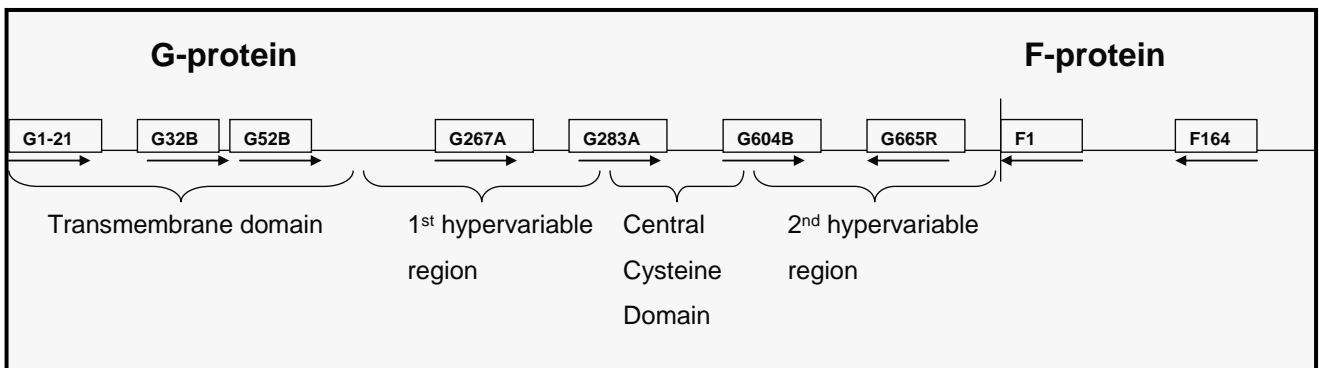 G-protein F-protein
G1-21 G32B G52B G267A G283A G604B G665R F1 F164
Transmembrane domain 1st hypervariable Central 2nd hypervariable
region Cysteine region
Domain